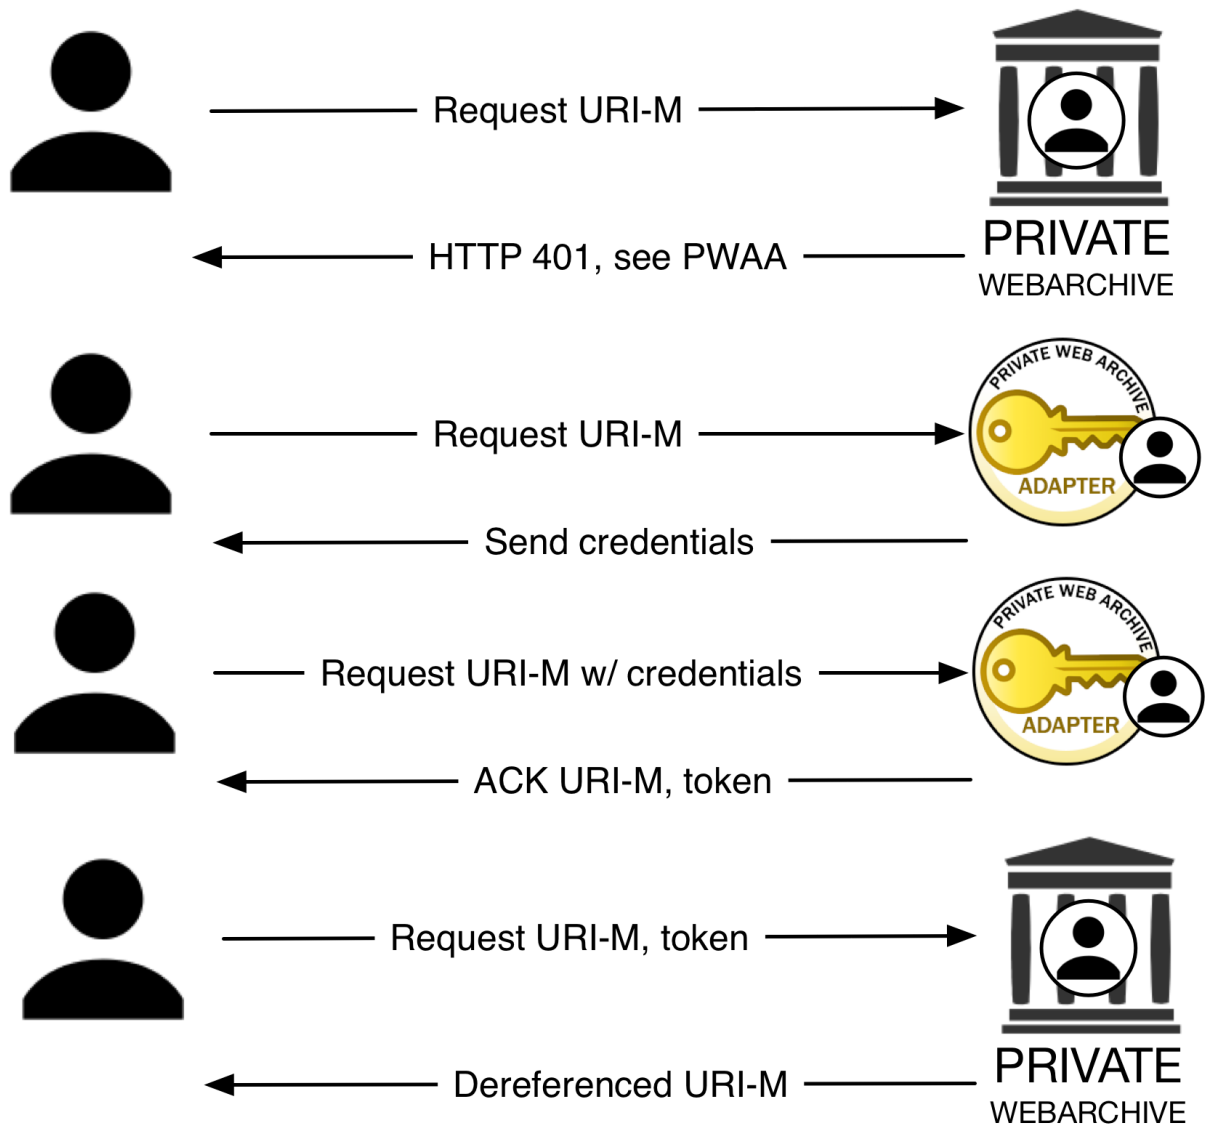 Request URI-M
HTTP 401, see PWAA
PRIVATE
WEBARCHIVE
PRIVATE WEB ARCHIVE
ADAPTER
Request URI-M
Send credentials
PRIVATE WEB ARCHIVE
ADAPTER
Request URI-M w/ credentials
ACK URI-M, token
Request URI-M, token
PRIVATE
WEBARCHIVE
Dereferenced URI-M